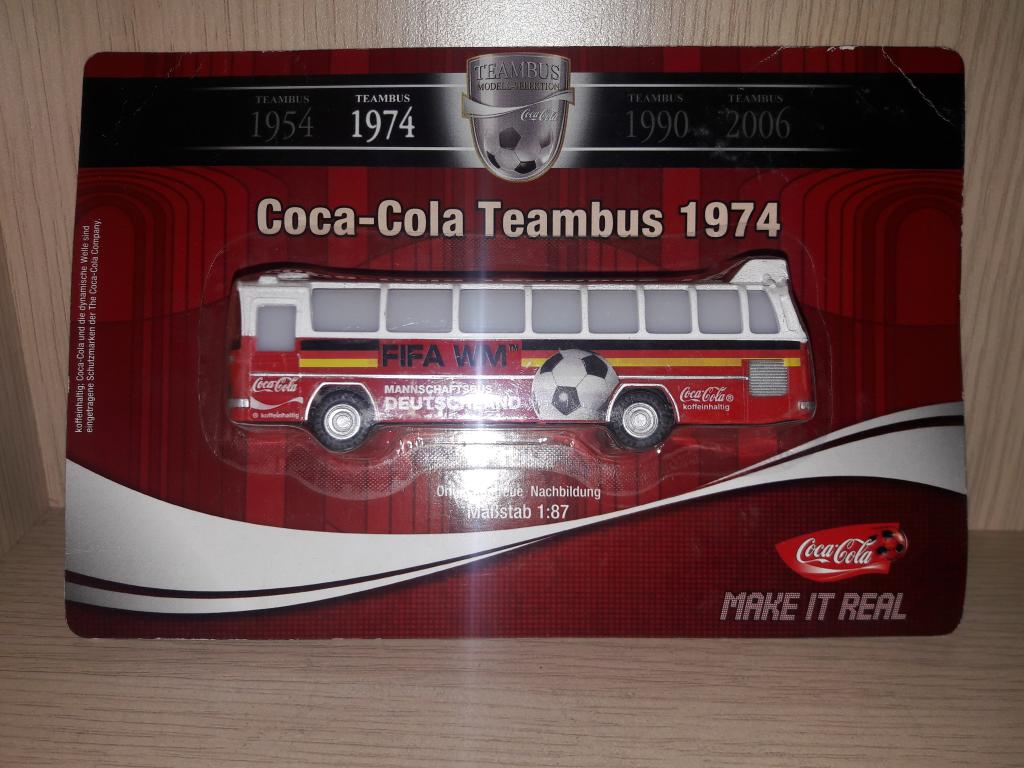 TEAMBUS
MODELL-SELEKTION
Coca-Cola
TEAMBUS
1954
TEAMBUS
1974
TEAMBUS
1990
TEAMBUS
2006
Coca-Cola Teambus 1974
koffeinhaltig; Coca-Cola und die dynamische Welle sind
eingetragene Schutzmarken der The Coca-Cola Company.
FIFA WM™
MANNSCHAFTSBUS
DEUTSCHLAND
Coca-Cola
® koffeinhaltig
Coca-Cola®
koffeinhaltig
Nachbildung
Maßstab 1:87
Coca-Cola
MAKE IT REAL